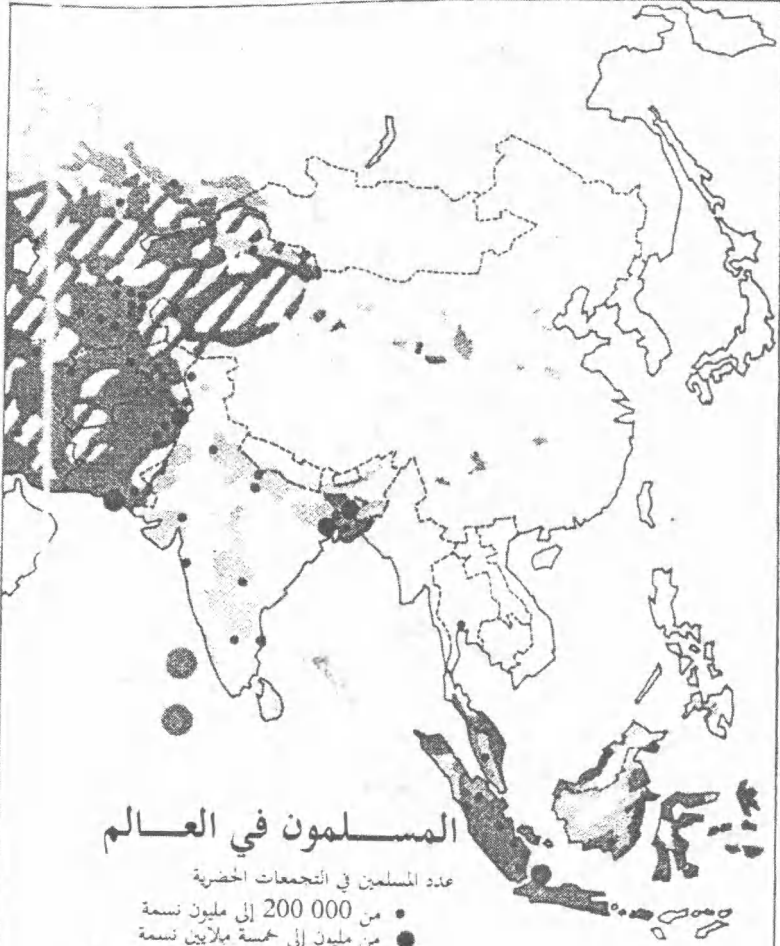 المسلمون في العالم
عدد المسلمين في التجمعات الحضرية
من 000 200 إلى مليون نسمة
من مليون إلى خمسة ملايين نسمة